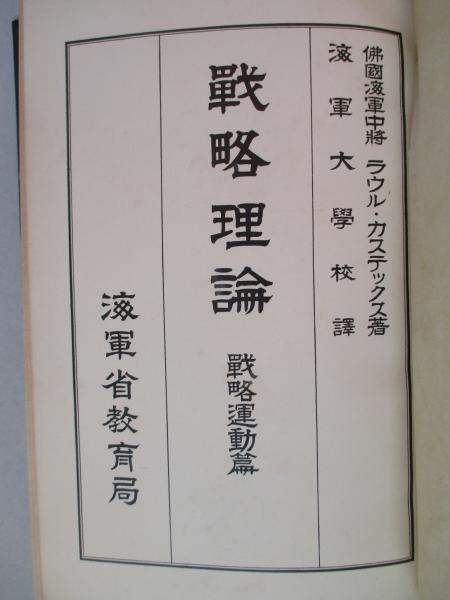 佛國海軍中將 ラウル・カステックス著
海軍大學校譯
戰略理論
戰略運動篇
海軍省教育局